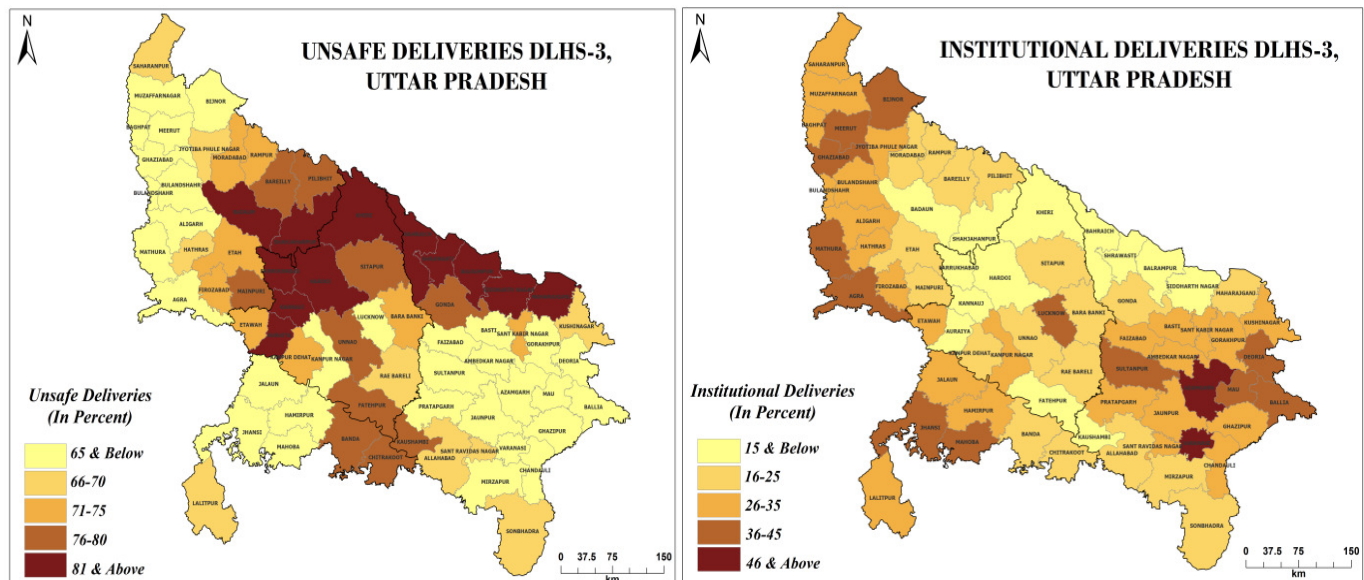 N
UNSAFE DELIVERIES DLHS-3,
UTTAR PRADESH
SAHARANPUR
MUZAFFARNAGAR
BIJNOR
BAGHPAT
MEERUT
GHAZIABAD
JYOTIBA PHULE NAGAR
MORADABAD
RAMPUR
BULANDSHAHR
BULANDSHAHR
BAREILLY
PILIBHIT
ALIGARH
MATHURA
HATHRAS
ETAH
AGRA
FIROZABAD
MAINPURI
SITAPUR
GONDA
ETAWAH
LUCKNOW
BARA BANKI
BASTI
SANT KABIR NAGAR
KUSHINAGAR
FAIZABAD
GORAKHPUR
KANPUR DEHAT
KANPUR NAGAR
UNNAO
AMBEDKAR NAGAR
DEORIA
RAE BARELI
SULTANPUR
AZAMGARH
MAU
BALLIA
JALAUN
HAMIRPUR
FATEHPUR
PRATAPGARH
JAUNPUR
GHAZIPUR
JHANSI
MAHOBA
BANDA
KAUSHAMBI
CHITRAKOOT
ALLAHABAD
SANT RAVIDAS NAGAR
VARANASI
CHANDAULI
MIRZAPUR
LALITPUR
SONBHADRA
Unsafe Deliveries
(In Percent)
65 & Below
66-70
71-75
76-80
81 & Above
0 37.5 75 150
km
N
INSTITUTIONAL DELIVERIES DLHS-3,
UTTAR PRADESH
SAHARANPUR
MUZAFFARNAGAR
BIJNOR
BAGHPAT
MEERUT
GHAZIABAD
JYOTIBA PHULE NAGAR
MORADABAD
RAMPUR
BULANDSHAHR
BULANDSHAHR
BAREILLY
PILIBHIT
BADAUN
KHERI
ALIGARH
MATHURA
HATHRAS
ETAH
SHAHJAHANPUR
BAHRAICH
SHRAWASTI
BALRAMPUR
AGRA
FIROZABAD
MAINPURI
FARRUKHABAD
HARDOI
SITAPUR
GONDA
SIDDHARTH NAGAR
MAHARAJGANJ
KANNAUJ
ETAWAH
AURAIYA
LUCKNOW
BARA BANKI
BASTI
SANT KABIR NAGAR
KUSHINAGAR
FAIZABAD
GORAKHPUR
KANPUR DEHAT
KANPUR NAGAR
UNNAO
AMBEDKAR NAGAR
DEORIA
RAE BARELI
SULTANPUR
MAU
BALLIA
JALAUN
HAMIRPUR
FATEHPUR
PRATAPGARH
JAUNPUR
GHAZIPUR
JHANSI
MAHOBA
BANDA
KAUSHAMBI
CHITRAKOOT
ALLAHABAD
SANT RAVIDAS NAGAR
CHANDAULI
MIRZAPUR
LALITPUR
SONBHADRA
Institutional Deliveries
(In Percent)
15 & Below
16-25
26-35
36-45
46 & Above
0 37.5 75 150
km